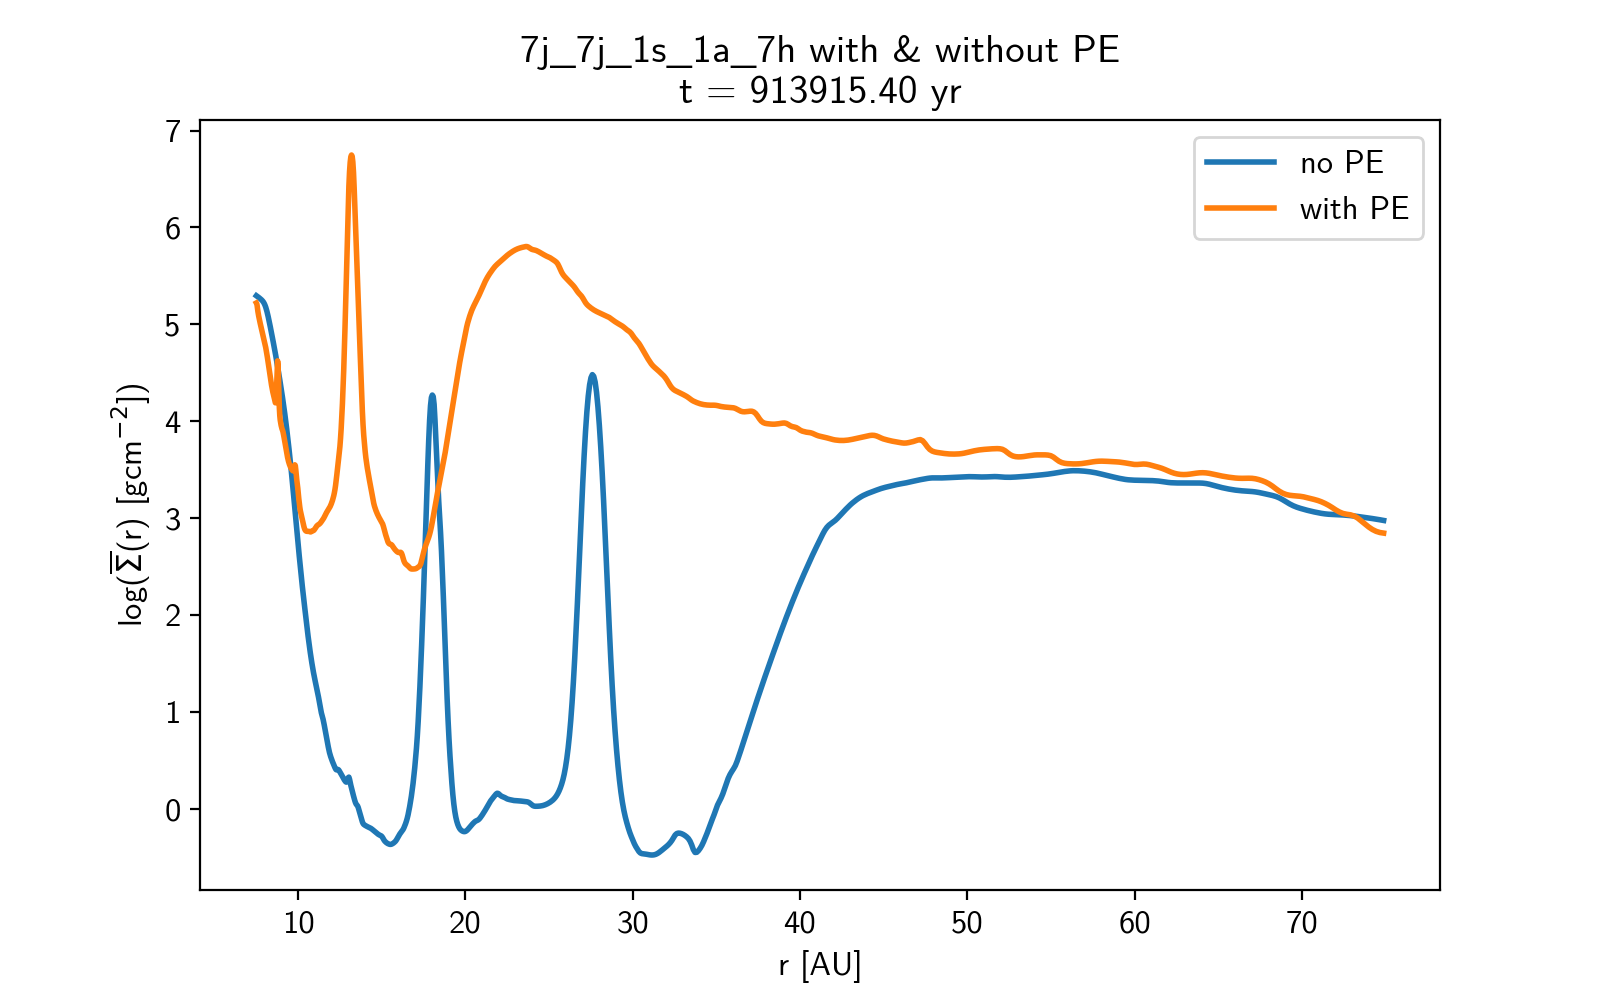 7j_7j_1s_1a_7h with & without PE
t = 913915.40 yr
7
6
5
4
3
2
1
0
log(Σ̅(r) [gcm⁻²])
no PE
with PE
10 20 30 40 50 60 70
r [AU]